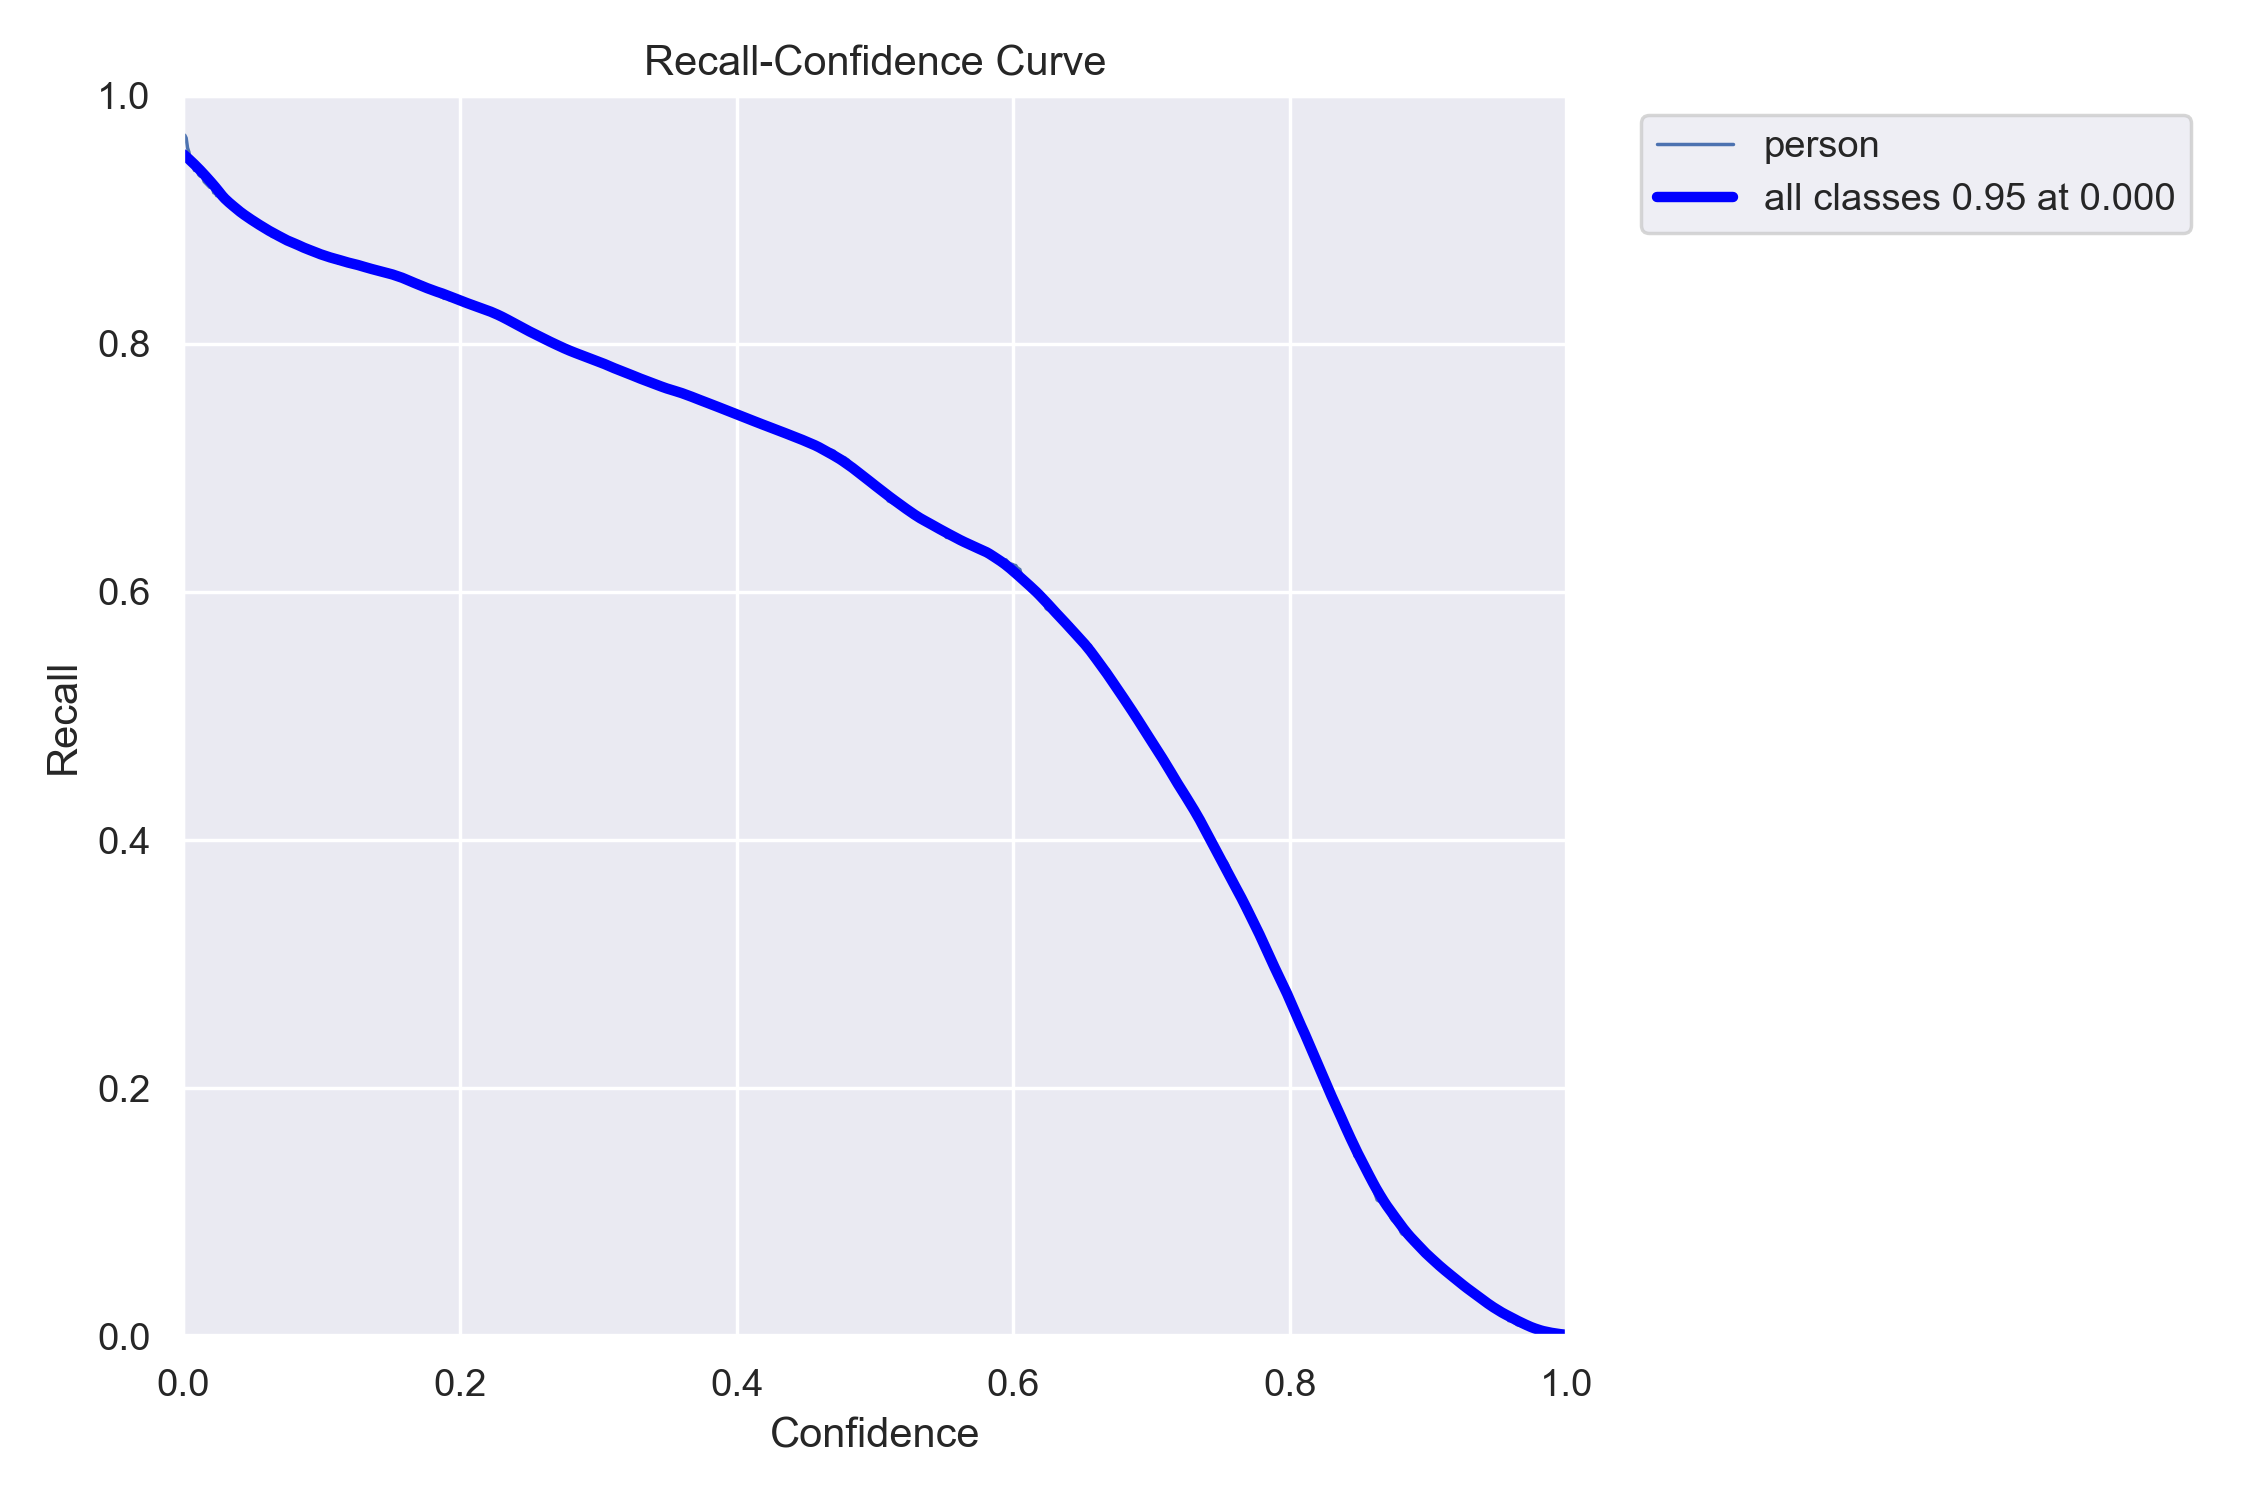 Recall-Confidence Curve
person
all classes 0.95 at 0.000
1.0
0.8
0.6
0.4
0.2
0.0
Recall
0.0 0.2 0.4 0.6 0.8 1.0
Confidence